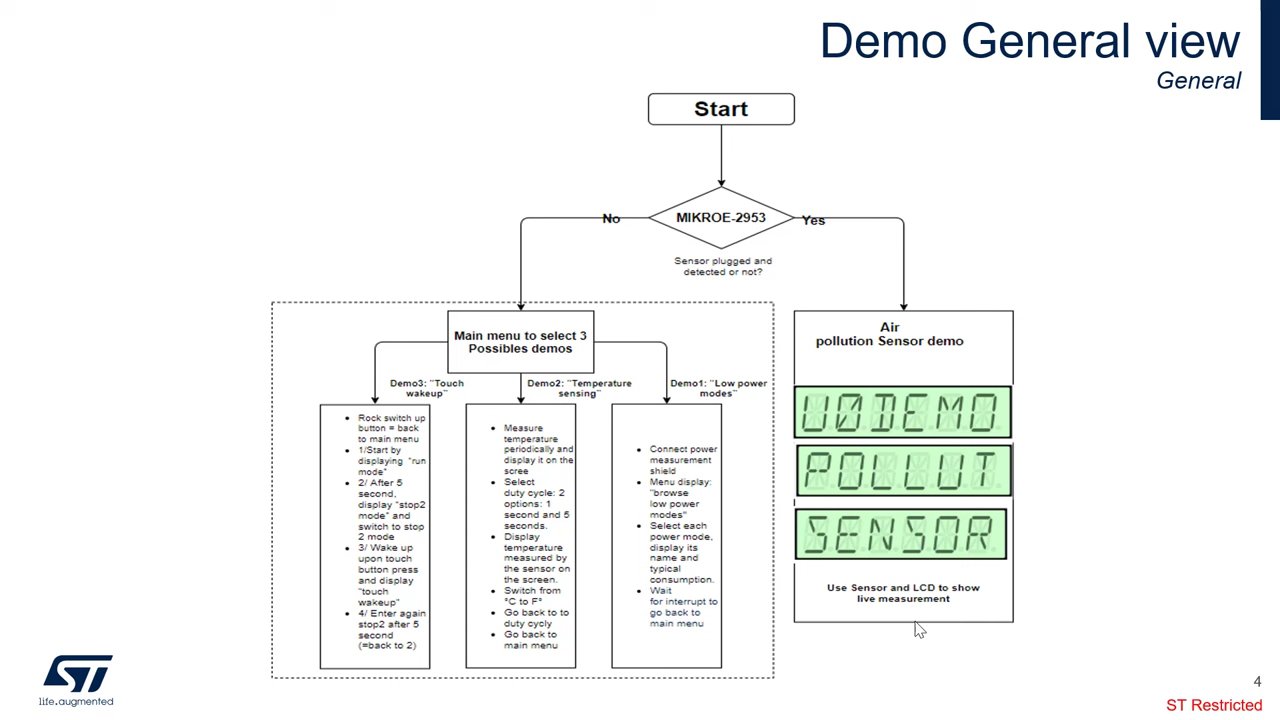 Demo General view
General
Start
MIKROE-2953
No
Yes
Sensor plugged and
detected or not?
Main menu to select 3
Possibles demos
Demo3: "Touch
wakeup"
Demo2: "Temperature
sensing"
Demo1: "Low power
modes"
• Rock switch up
button = back
to main menu
• 1/Start by
displaying "run
mode"
• 2/ After 5
second,
display "stop2
mode" and
switch to stop
2 mode
• 3/ Wake up
upon touch
button press
and display
"touch
wakeup"
• 4/ Enter again
stop2 after 5
second
(=back to 2)
• Measure
temperature
periodically and
display it on the
scree
• Select
duty cycle: 2
options: 1
second and 5
seconds.
• Display
temperature
measured by
the sensor on
the screen.
• Switch from
°C to F°
• Go back to to
duty cycly
• Go back to
main menu
• Connect power
measurement
shield
• Menu display:
"browse
low power
modes"
• Select each
power mode,
display its
name and
typical
consumption.
• Wait
for interrupt to
go back to
main menu
Air
pollution Sensor demo
U0DEMO
POLLUT
SENSOR
Use Sensor and LCD to show
live measurement
ST
life.augmented
4
ST Restricted